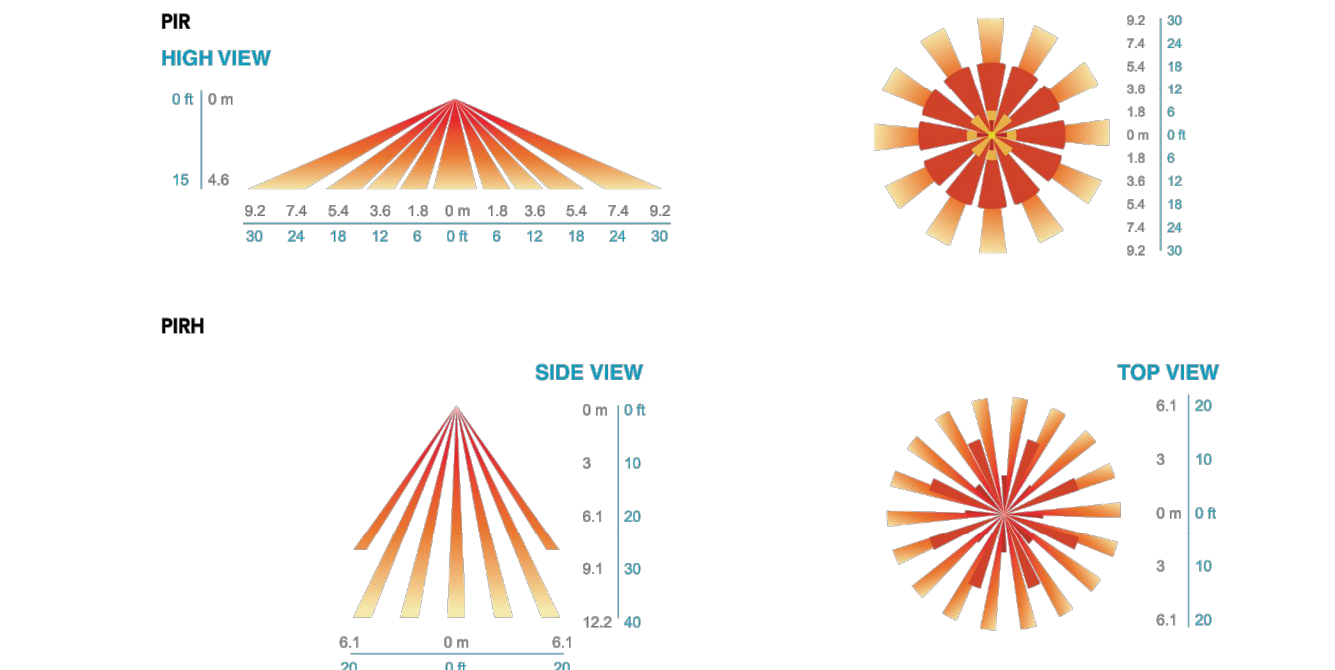 PIR
HIGH VIEW
0 ft 0 m
15 4.6
9.2 7.4 5.4 3.6 1.8 0 m 1.8 3.6 5.4 7.4 9.2
30 24 18 12 6 0 ft 6 12 18 24 30
9.2 30
7.4 24
5.4 18
3.6 12
1.8 6
0 m 0 ft
1.8 6
3.6 12
5.4 18
7.4 24
9.2 30
PIRH
SIDE VIEW
0 m 0 ft
3 10
6.1 20
9.1 30
12.2 40
6.1 0 m 6.1
20 0 ft 20
TOP VIEW
6.1 20
3 10
0 m 0 ft
3 10
6.1 20